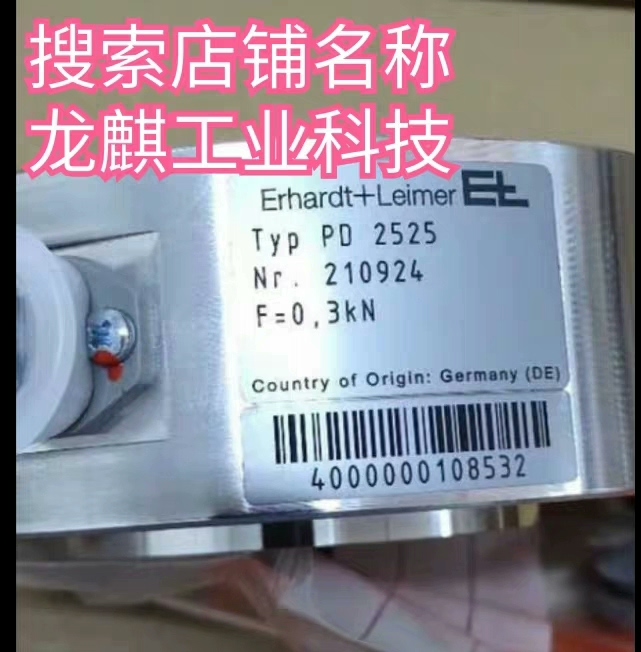 搜索店铺名称
龙麒工业科技
Erhardt+Leimer E+L
Typ PD 2525
Nr. 210924
F=0,3kN
Country of Origin: Germany (DE)
4000000108532